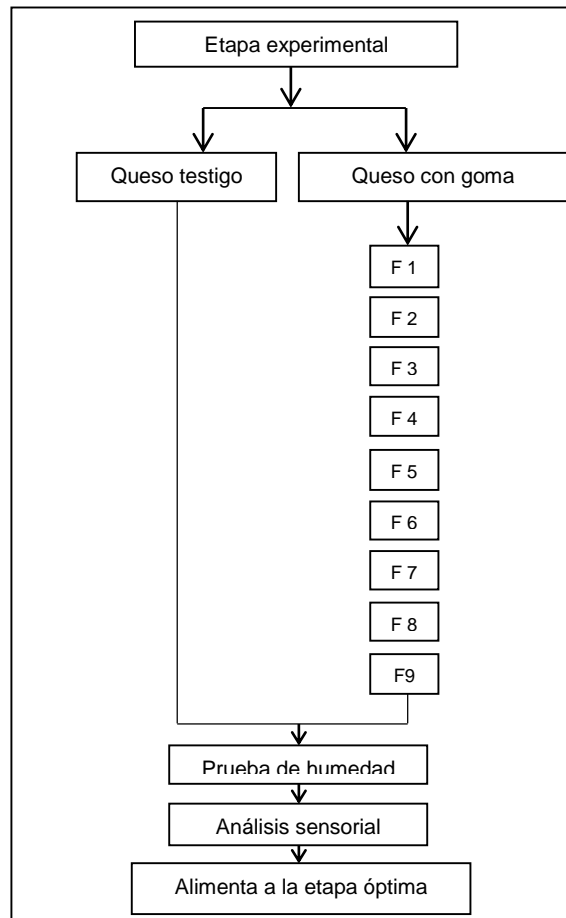 Etapa experimental
Queso testigo
Queso con goma
F 1
F 2
F 3
F 4
F 5
F 6
F 7
F 8
F9
Prueba de humedad
Análisis sensorial
Alimenta a la etapa óptima